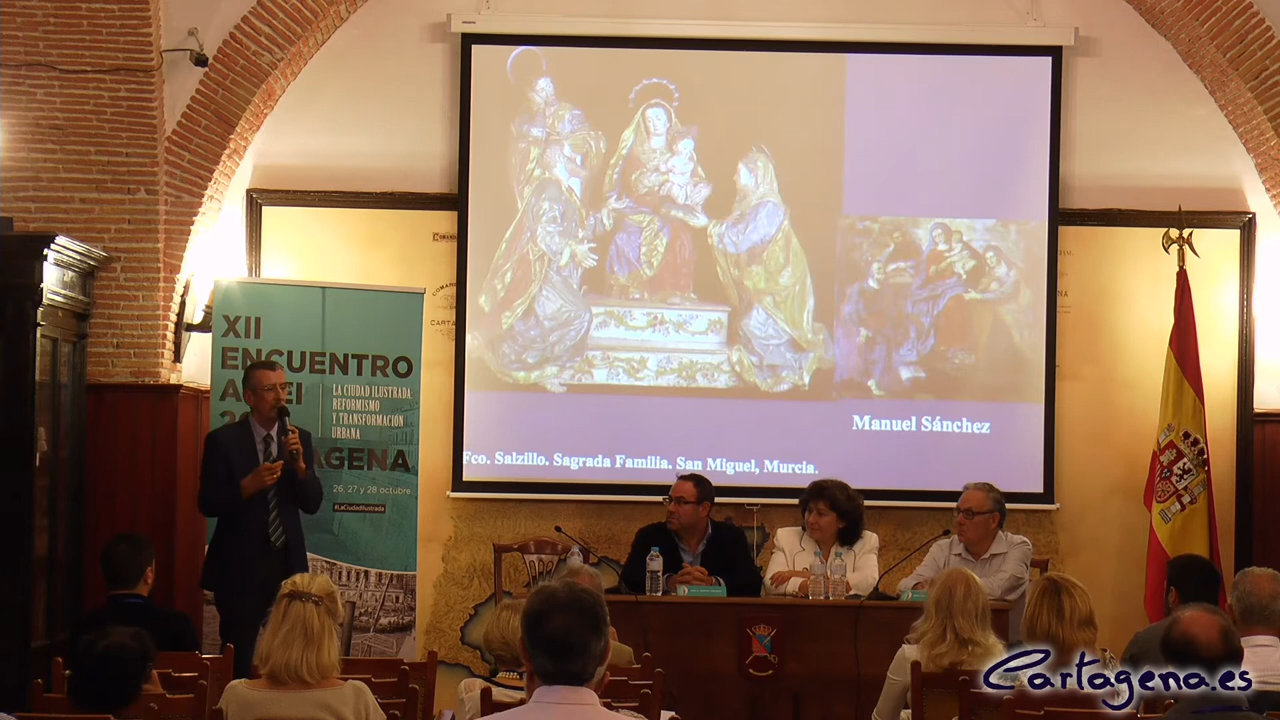 XII
ENCUENTRO
LA CIUDAD ILUSTRADA:
REFORMISMO
Y TRANSFORMACIÓN
URBANA
26, 27 y 28 octubre
#LaCiudadIlustrada
Manuel Sánchez
Fco. Salzillo. Sagrada Familia. San Miguel, Murcia.
Cartagena.es